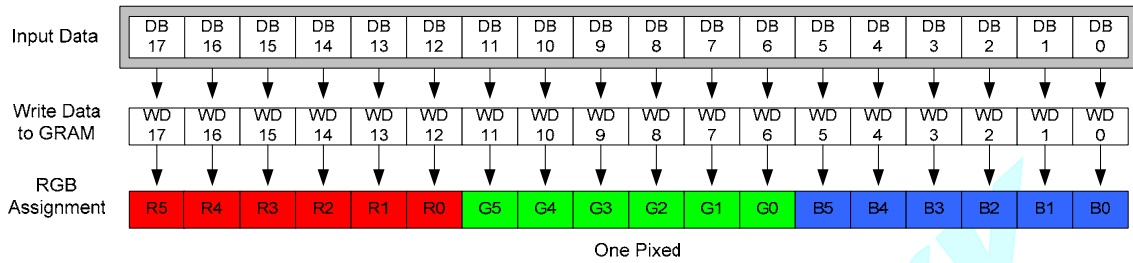 Input Data
DB DB DB DB DB DB DB DB DB DB DB DB DB DB DB DB DB DB
17 16 15 14 13 12 11 10 9 8 7 6 5 4 3 2 1 0
Write Data
to GRAM
WD WD WD WD WD WD WD WD WD WD WD WD WD WD WD WD WD WD
17 16 15 14 13 12 11 10 9 8 7 6 5 4 3 2 1 0
RGB
Assignment
R5 R4 R3 R2 R1 R0 G5 G4 G3 G2 G1 G0 B5 B4 B3 B2 B1 B0
One Pixed